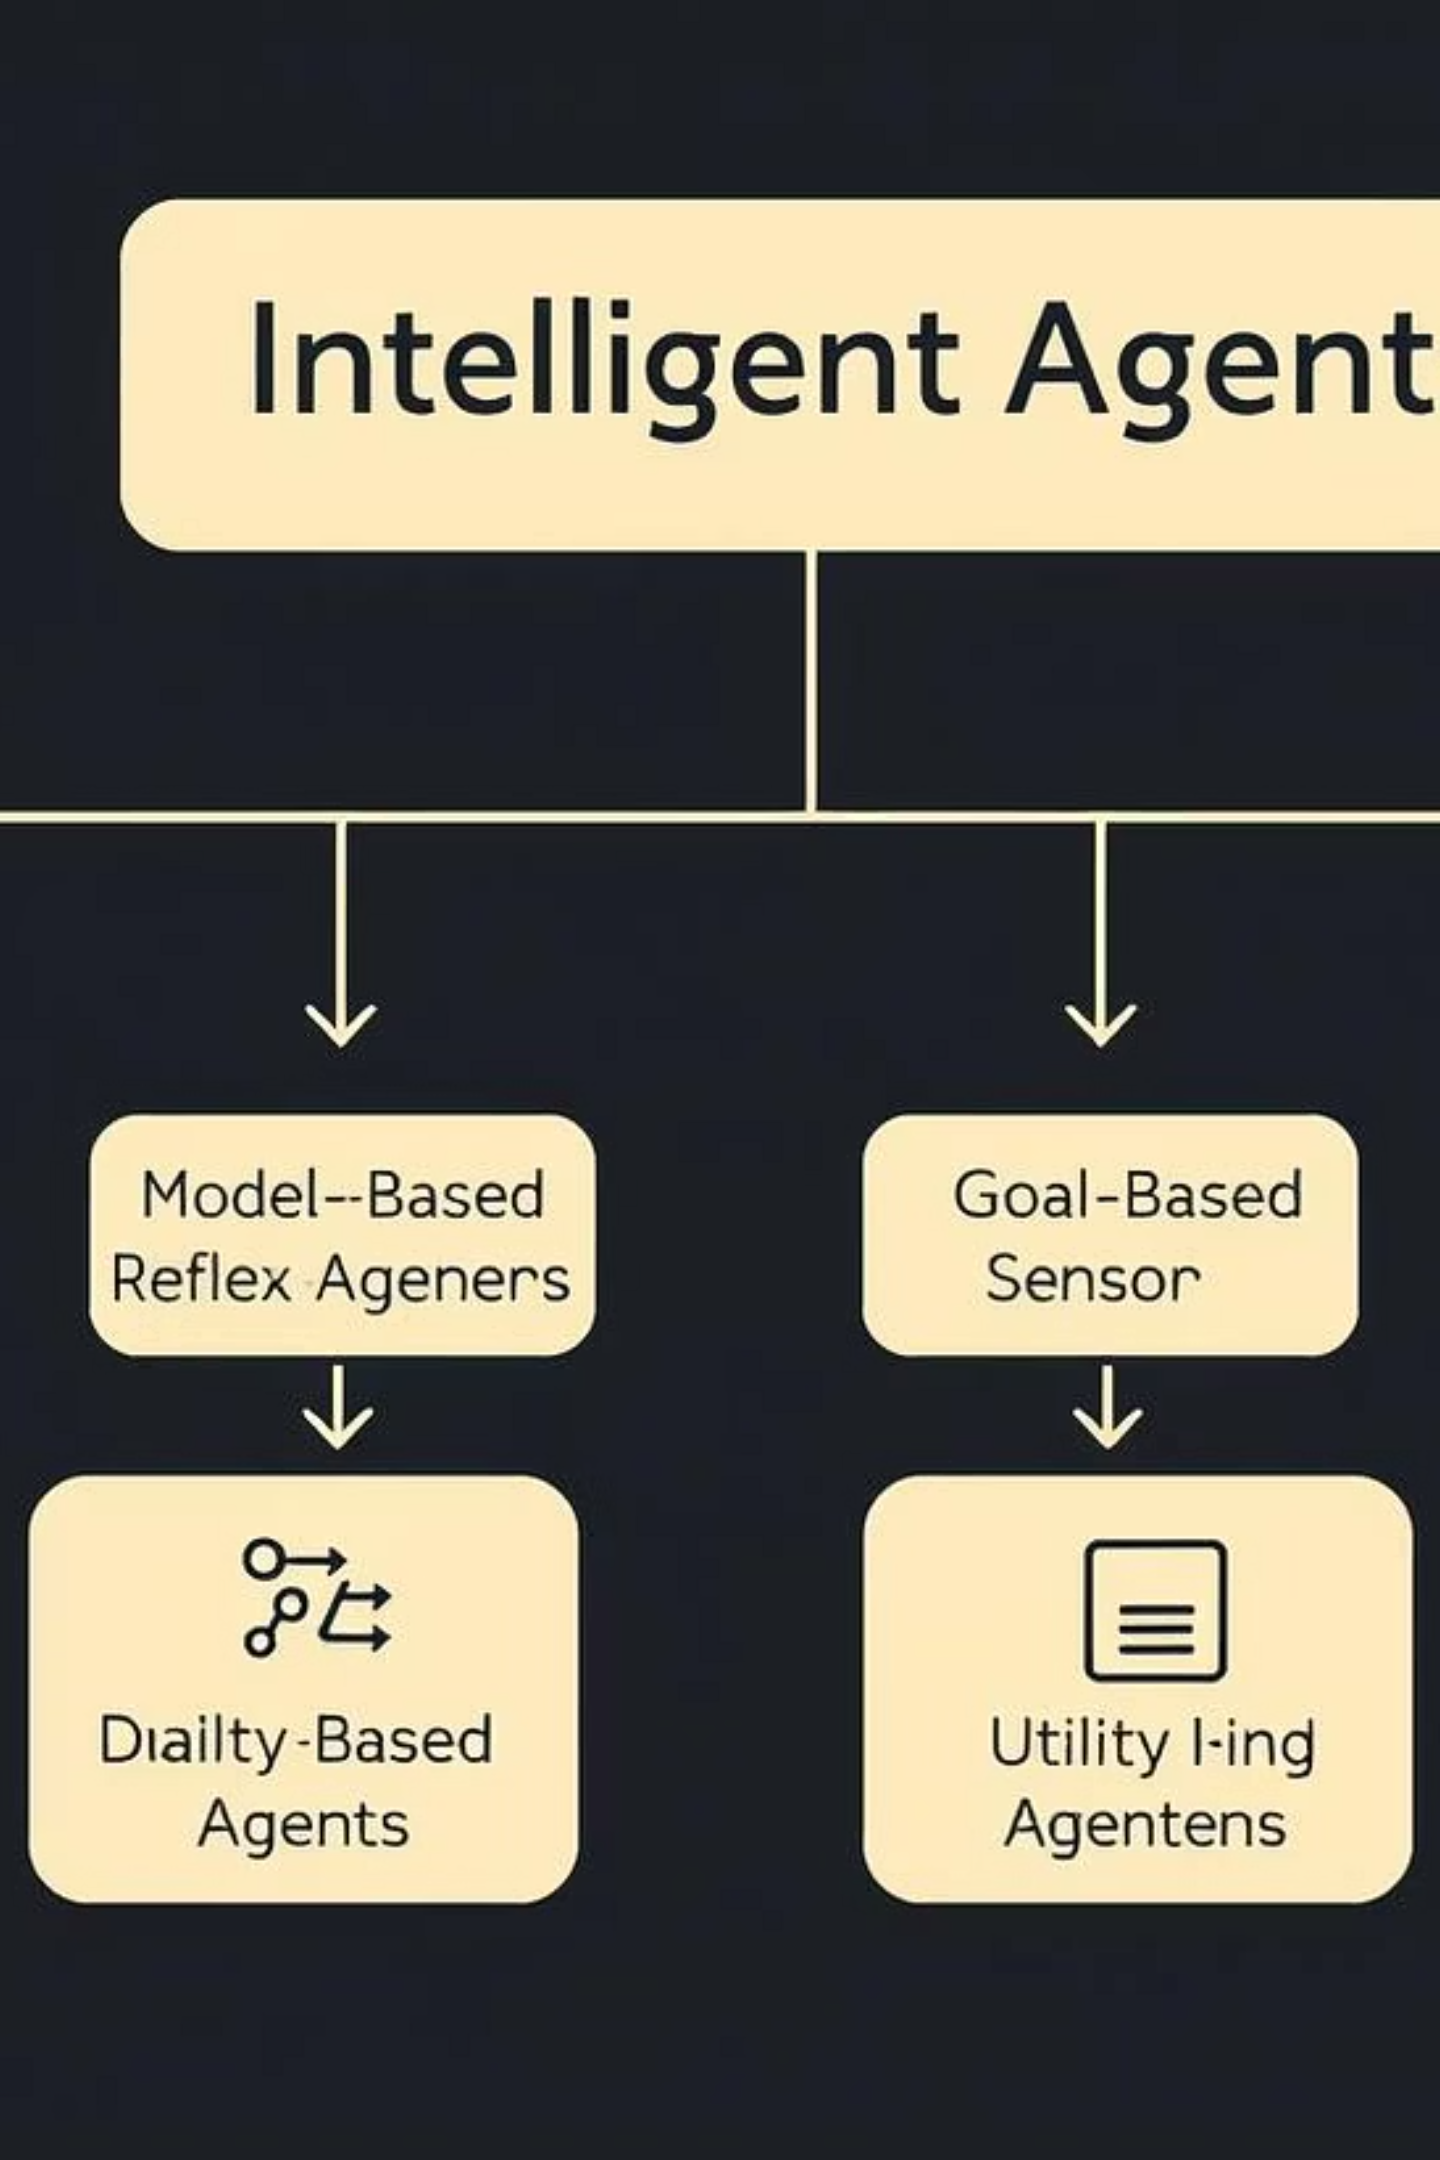 Intelligent Agent
Model--Based
Reflex Ageners
Goal-Based
Sensor
Dıailty-Based
Agents
Utility I-ing
Agentens